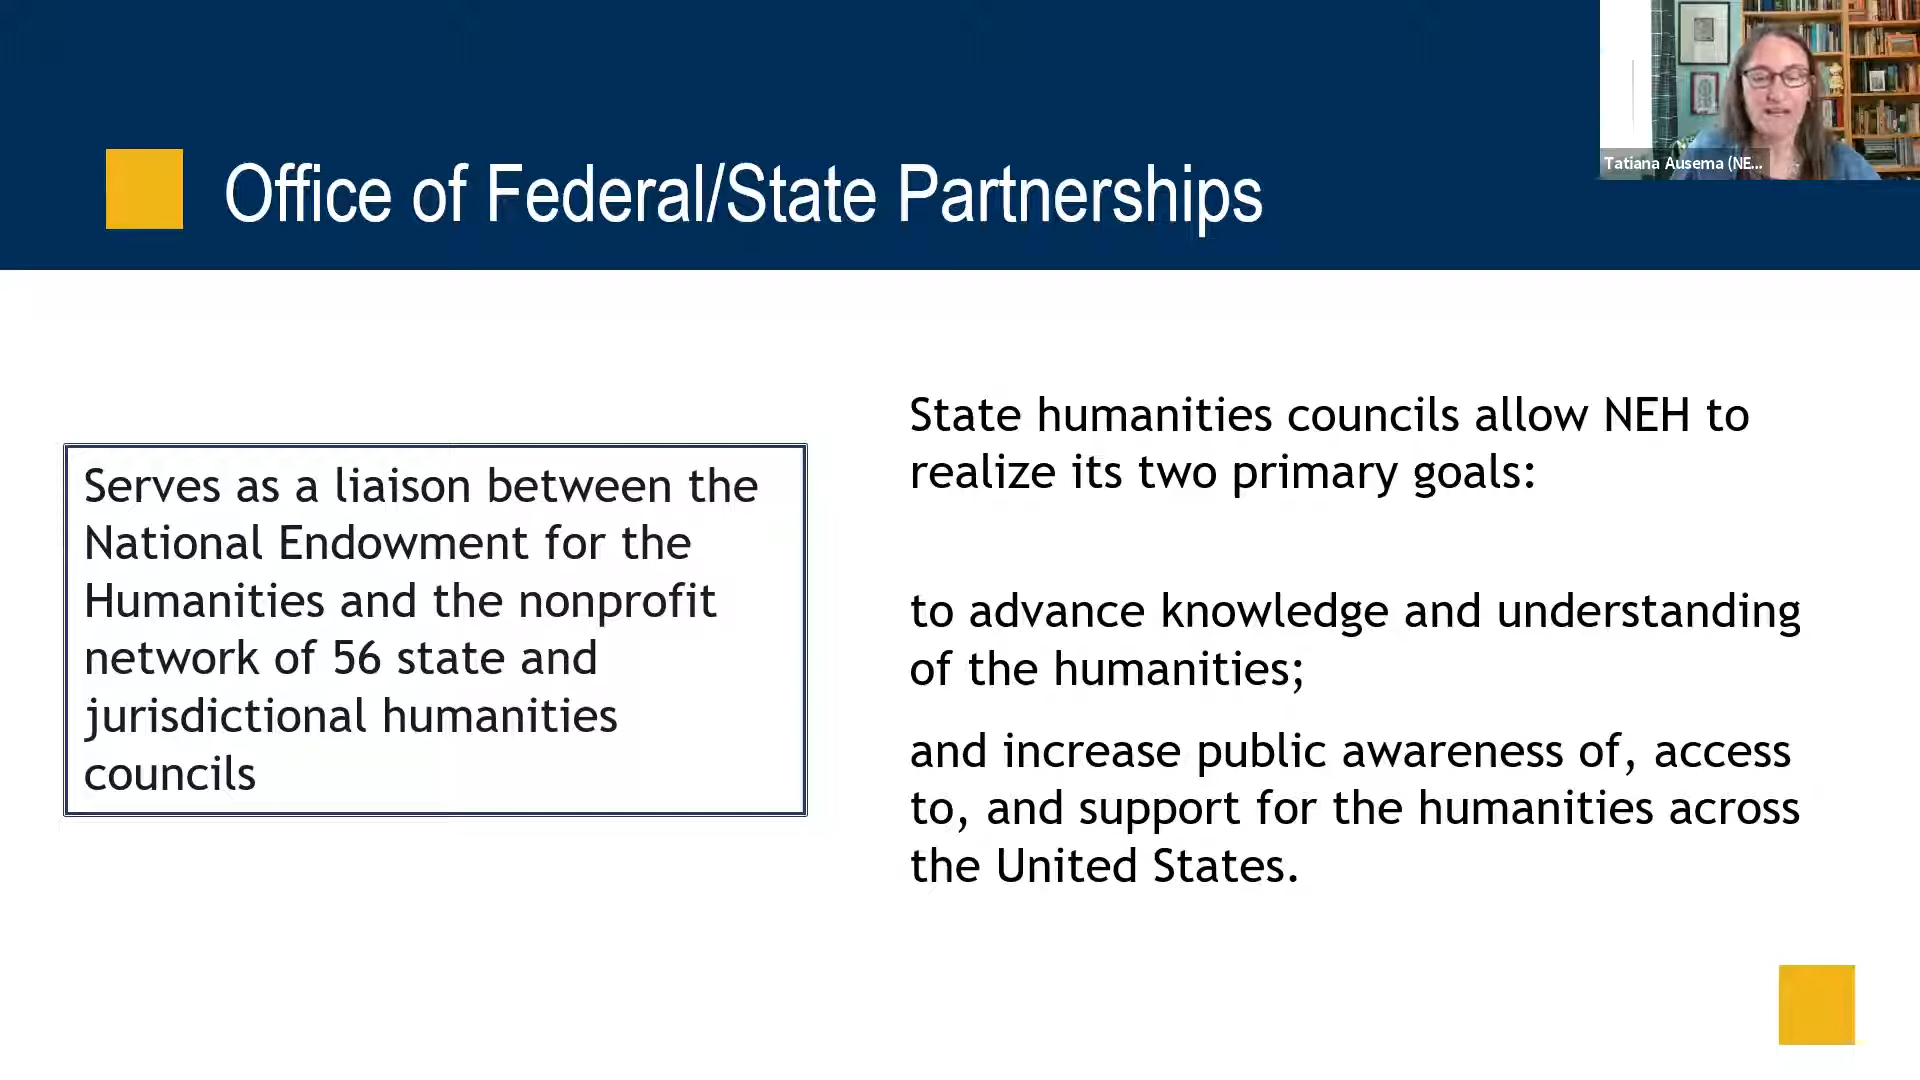 Tatiana Ausema (NE...
Office of Federal/State Partnerships
Serves as a liaison between the
National Endowment for the
Humanities and the nonprofit
network of 56 state and
jurisdictional humanities
councils
State humanities councils allow NEH to
realize its two primary goals:
to advance knowledge and understanding
of the humanities;
and increase public awareness of, access
to, and support for the humanities across
the United States.